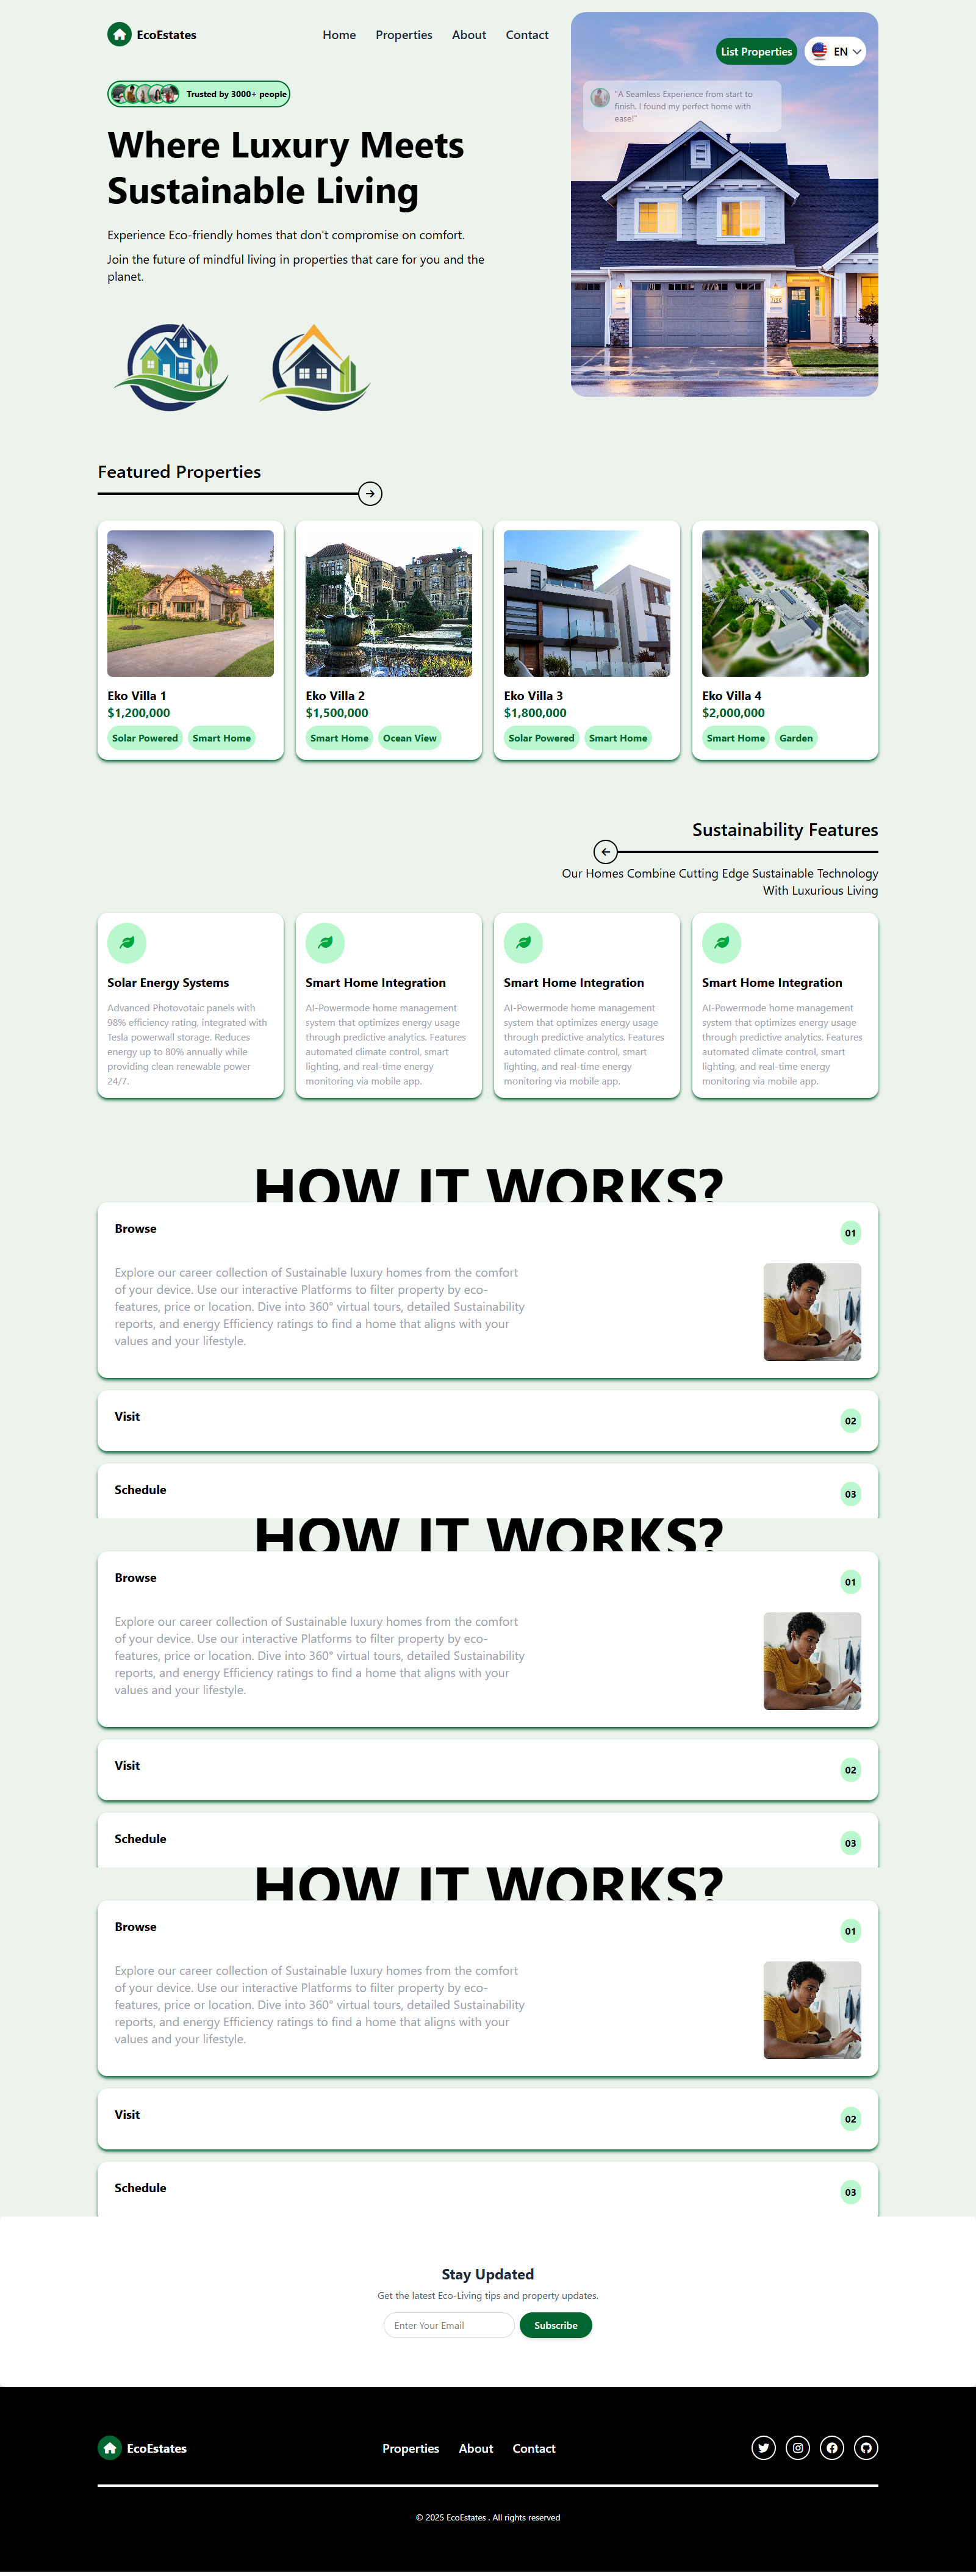 EcoEstates
Home Properties About Contact
List Properties
EN
Trusted by 3000+ people
"A Seamless Experience from start to
finish. I found my perfect home with
ease!"
Where Luxury Meets
Sustainable Living
Experience Eco-friendly homes that don't compromise on comfort.
Join the future of mindful living in properties that care for you and the
planet.
Featured Properties
Eko Villa 1
$1,200,000
Solar Powered Smart Home
Eko Villa 2
$1,500,000
Smart Home Ocean View
Eko Villa 3
$1,800,000
Solar Powered Smart Home
Eko Villa 4
$2,000,000
Smart Home Garden
Sustainability Features
Our Homes Combine Cutting Edge Sustainable Technology
With Luxurious Living
Solar Energy Systems
Advanced Photovotaic panels with
98% efficiency rating, integrated with
Tesla powerwall storage. Reduces
energy up to 80% annually while
providing clean renewable power
24/7.
Smart Home Integration
AI-Powermode home management
system that optimizes energy usage
through predictive analytics. Features
automated climate control, smart
lighting, and real-time energy
monitoring via mobile app.
Smart Home Integration
AI-Powermode home management
system that optimizes energy usage
through predictive analytics. Features
automated climate control, smart
lighting, and real-time energy
monitoring via mobile app.
Smart Home Integration
AI-Powermode home management
system that optimizes energy usage
through predictive analytics. Features
automated climate control, smart
lighting, and real-time energy
monitoring via mobile app.
HOW IT WORKS?
Browse
01
Explore our career collection of Sustainable luxury homes from the comfort
of your device. Use our interactive Platforms to filter property by eco-
features, price or location. Dive into 360° virtual tours, detailed Sustainability
reports, and energy Efficiency ratings to find a home that aligns with your
values and your lifestyle.
Visit
02
Schedule
03
HOW IT WORKS?
Browse
01
Explore our career collection of Sustainable luxury homes from the comfort
of your device. Use our interactive Platforms to filter property by eco-
features, price or location. Dive into 360° virtual tours, detailed Sustainability
reports, and energy Efficiency ratings to find a home that aligns with your
values and your lifestyle.
Visit
02
Schedule
03
HOW IT WORKS?
Browse
01
Explore our career collection of Sustainable luxury homes from the comfort
of your device. Use our interactive Platforms to filter property by eco-
features, price or location. Dive into 360° virtual tours, detailed Sustainability
reports, and energy Efficiency ratings to find a home that aligns with your
values and your lifestyle.
Visit
02
Schedule
03
Stay Updated
Get the latest Eco-Living tips and property updates.
Enter Your Email
Subscribe
EcoEstates
Properties About Contact
© 2025 EcoEstates . All rights reserved